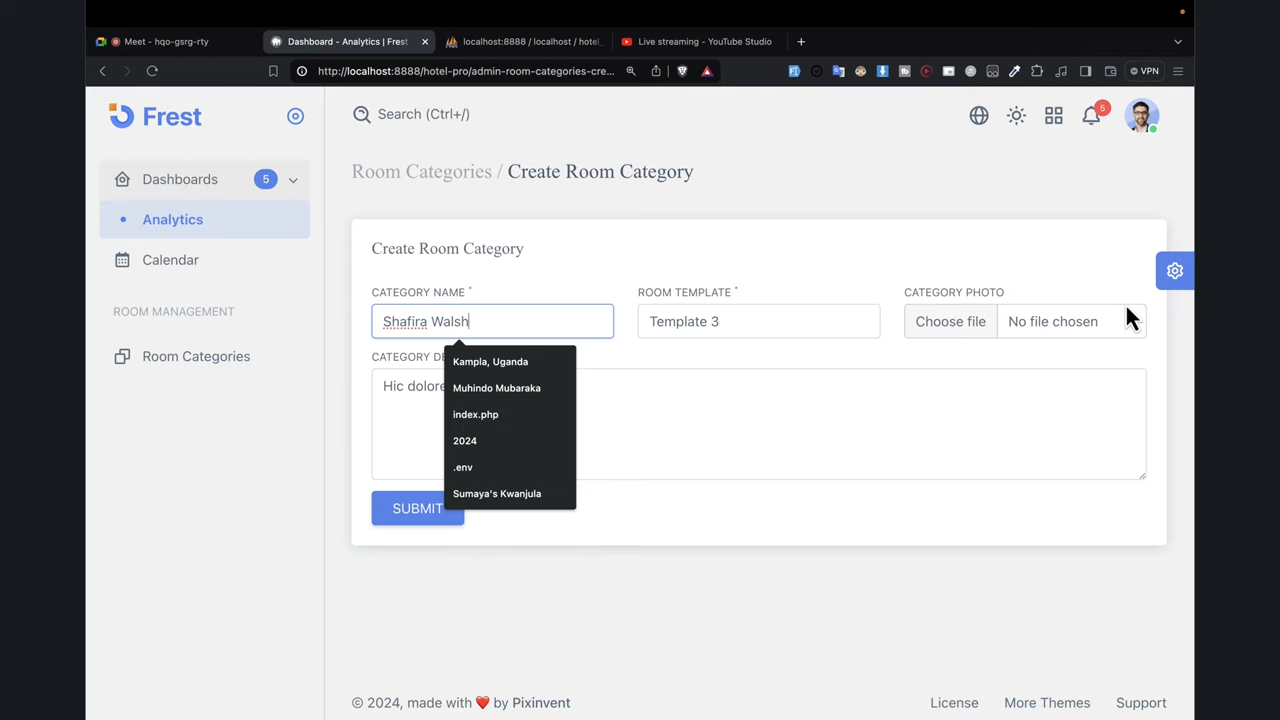 Meet - hqo-gsrg-rty
Dashboard - Analytics | Frest
localhost:8888 / localhost / hotel_
Live streaming - YouTube Studio
http://localhost:8888/hotel-pro/admin-room-categories-cre...
VPN
Frest
Search (Ctrl+/)
5
Dashboards
5
Analytics
Calendar
ROOM MANAGEMENT
Room Categories
Room Categories / Create Room Category
Create Room Category
CATEGORY NAME *
ROOM TEMPLATE *
CATEGORY PHOTO
Shafira Walsh
Template 3
Choose file
No file chosen
CATEGORY DE
Hic dolore
Kampla, Uganda
Muhindo Mubaraka
index.php
2024
.env
Sumaya's Kwanjula
SUBMIT
© 2024, made with ❤️ by Pixinvent
License
More Themes
Support